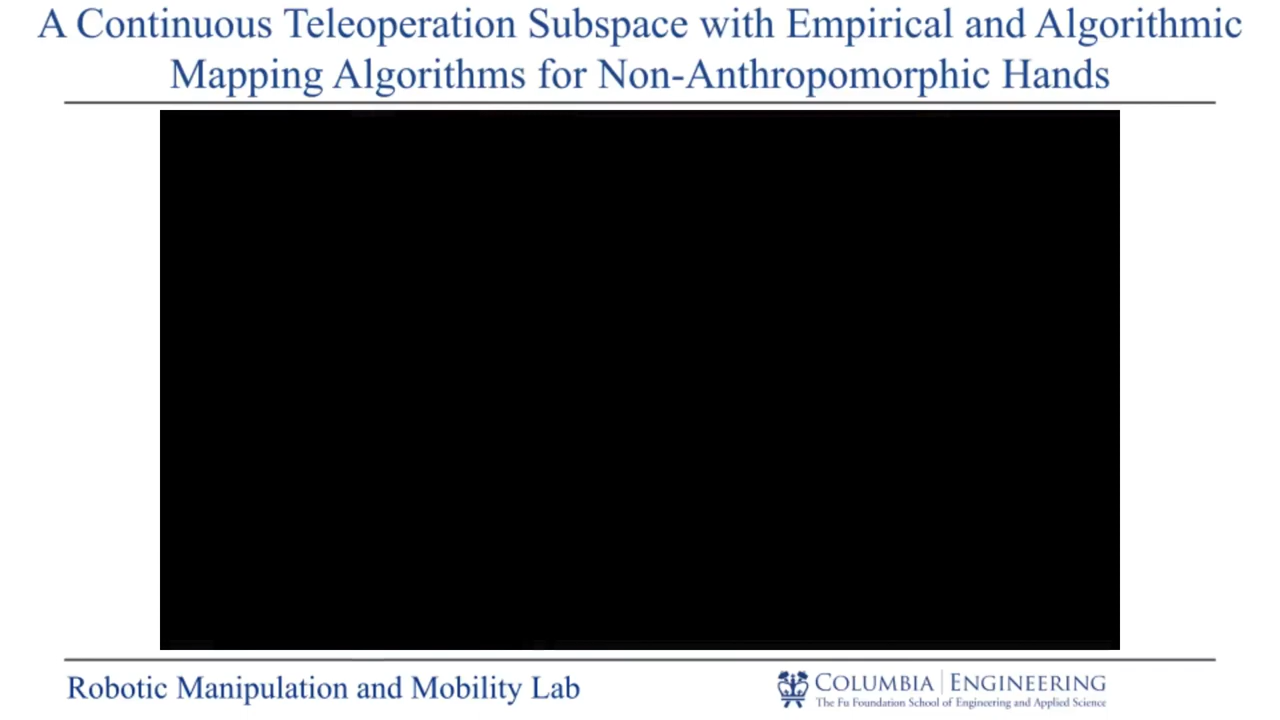 A Continuous Teleoperation Subspace with Empirical and Algorithmic
Mapping Algorithms for Non-Anthropomorphic Hands
Robotic Manipulation and Mobility Lab
COLUMBIA | ENGINEERING
The Fu Foundation School of Engineering and Applied Science